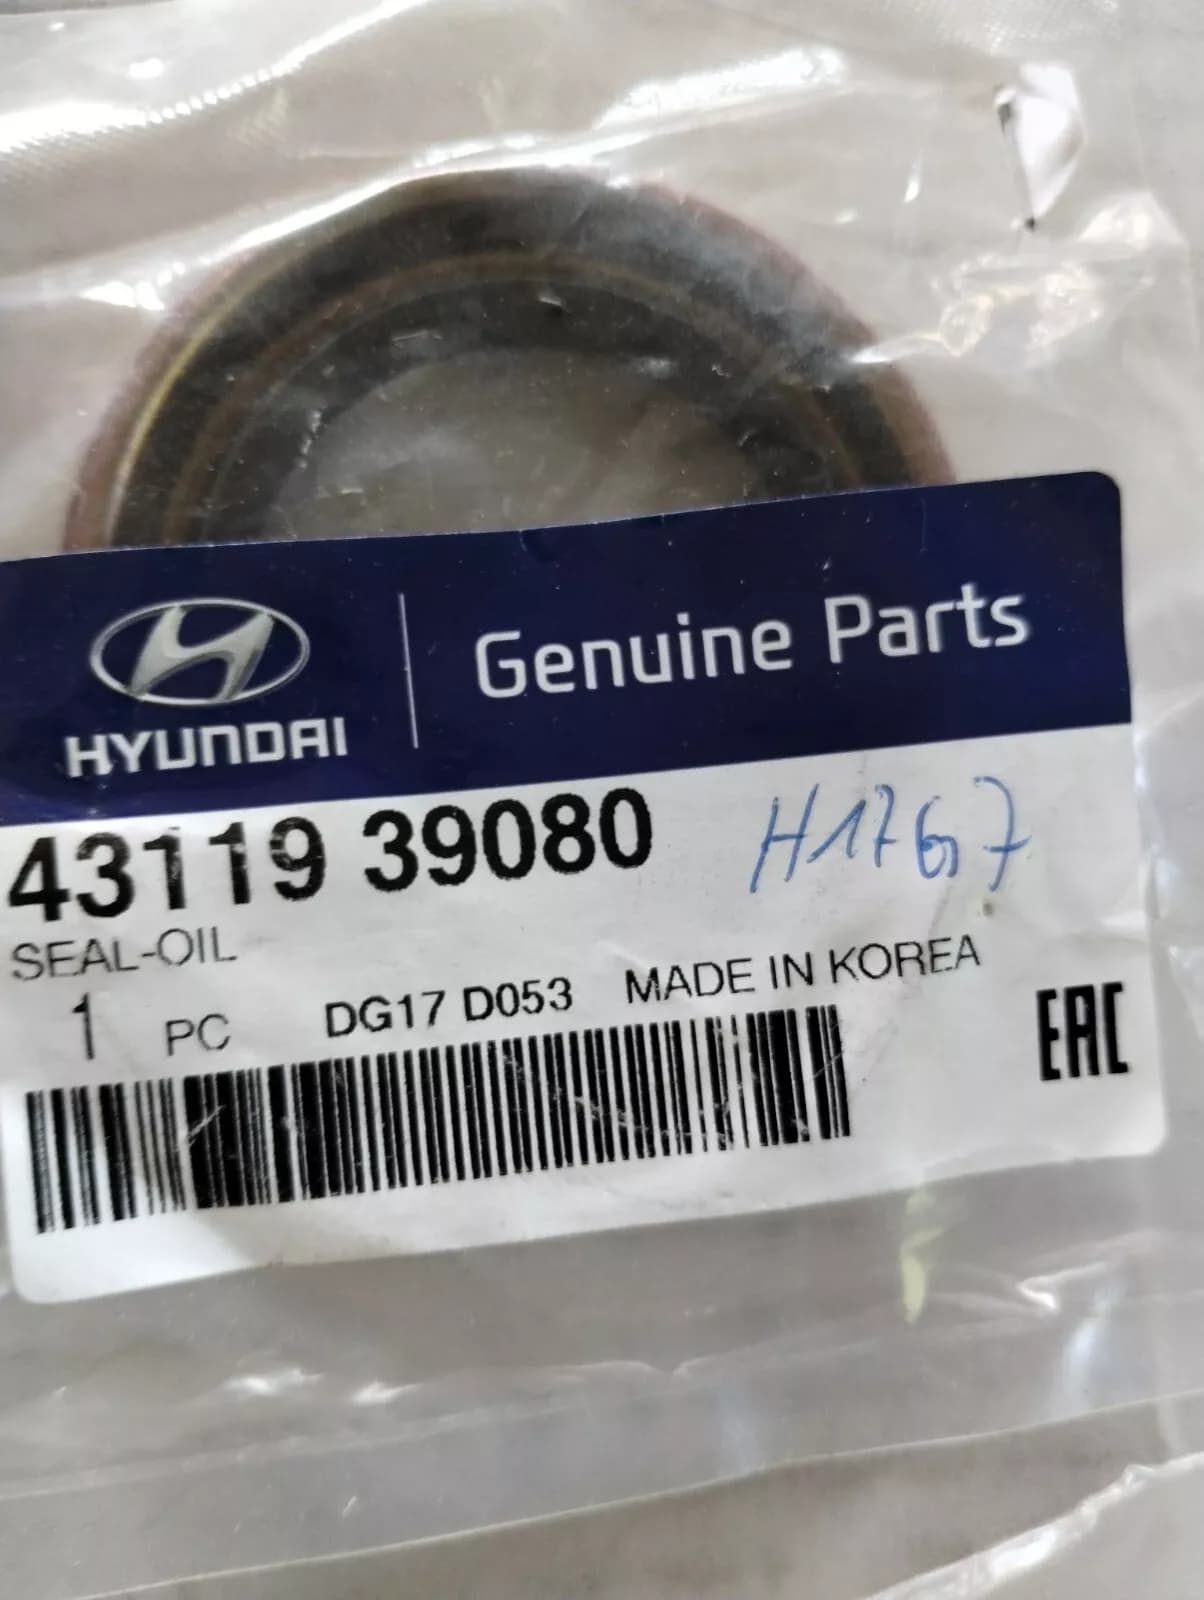 HYUNDAI
Genuine Parts
43119 39080
H1767
SEAL-OIL
1 PC DG17 D053 MADE IN KOREA
EAC